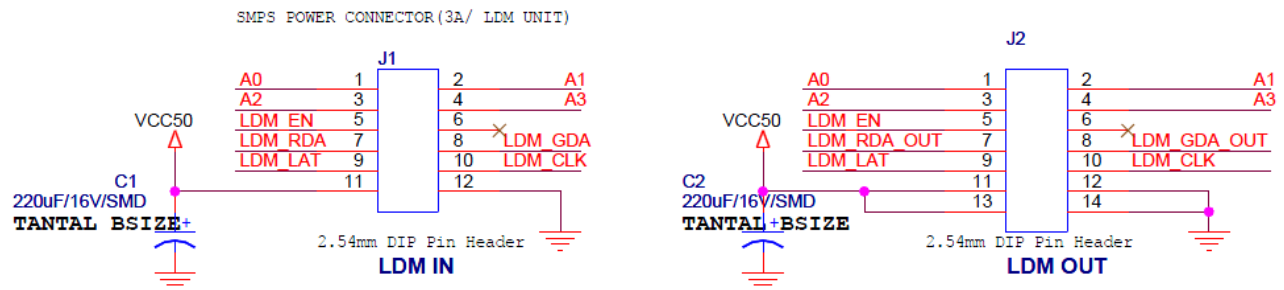 SMPS POWER CONNECTOR(3A/ LDM UNIT)
J1
A0 1 2 A1
A2 3 4 A3
LDM_EN 5 6
LDM_RDA 7 8 LDM_GDA
LDM_LAT 9 10 LDM_CLK
11 12
VCC50
C1
220uF/16V/SMD
TANTAL BSIZE
+
2.54mm DIP Pin Header
LDM IN
J2
A0 1 2 A1
A2 3 4 A3
LDM_EN 5 6
LDM_RDA_OUT 7 8 LDM_GDA_OUT
LDM_LAT 9 10 LDM_CLK
11 12
13 14
VCC50
C2
220uF/16V/SMD
TANTAL BSIZE
+
2.54mm DIP Pin Header
LDM OUT